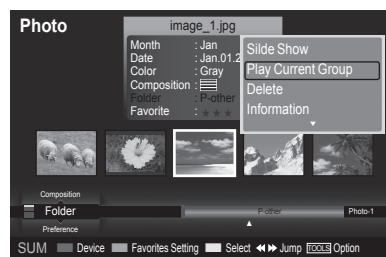 Photo
image_1.jpg
Month : Jan
Date : Jan.01.2
Color : Gray
Composition :
Folder : P-other
Favorite : ★ ★ ★
Silde Show
Play Current Group
Delete
Information
Composition
Folder
Preference
P-other
Photo-1
SUM Device Favorites Setting Select Jump TOOLS Option